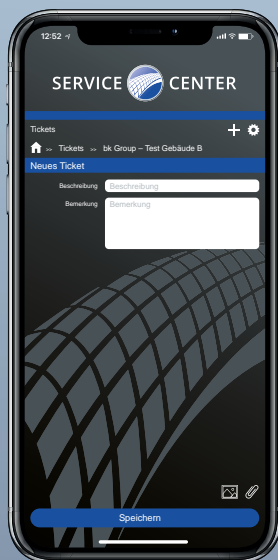 12:52
SERVICE CENTER
Tickets
>> Tickets >> bk Group – Test Gebäude B
Neues Ticket
Beschreibung Beschreibung
Bemerkung Bemerkung
Speichern